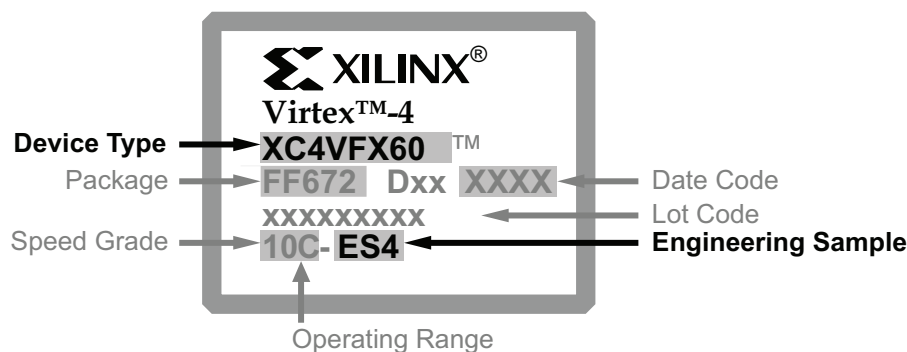 XILINX®
Virtex™-4
Device Type XC4VFX60 ™
Package FF672 Dxx XXXX Date Code
xxxxxxxxx Lot Code
Speed Grade 10C- ES4 Engineering Sample
Operating Range